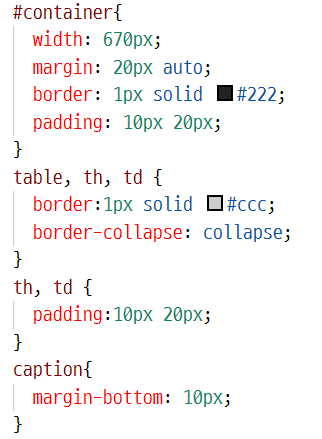 #container{
width: 670px;
margin: 20px auto;
border: 1px solid #222;
padding: 10px 20px;
}
table, th, td {
border:1px solid #ccc;
border-collapse: collapse;
}
th, td {
padding:10px 20px;
}
caption{
margin-bottom: 10px;
}